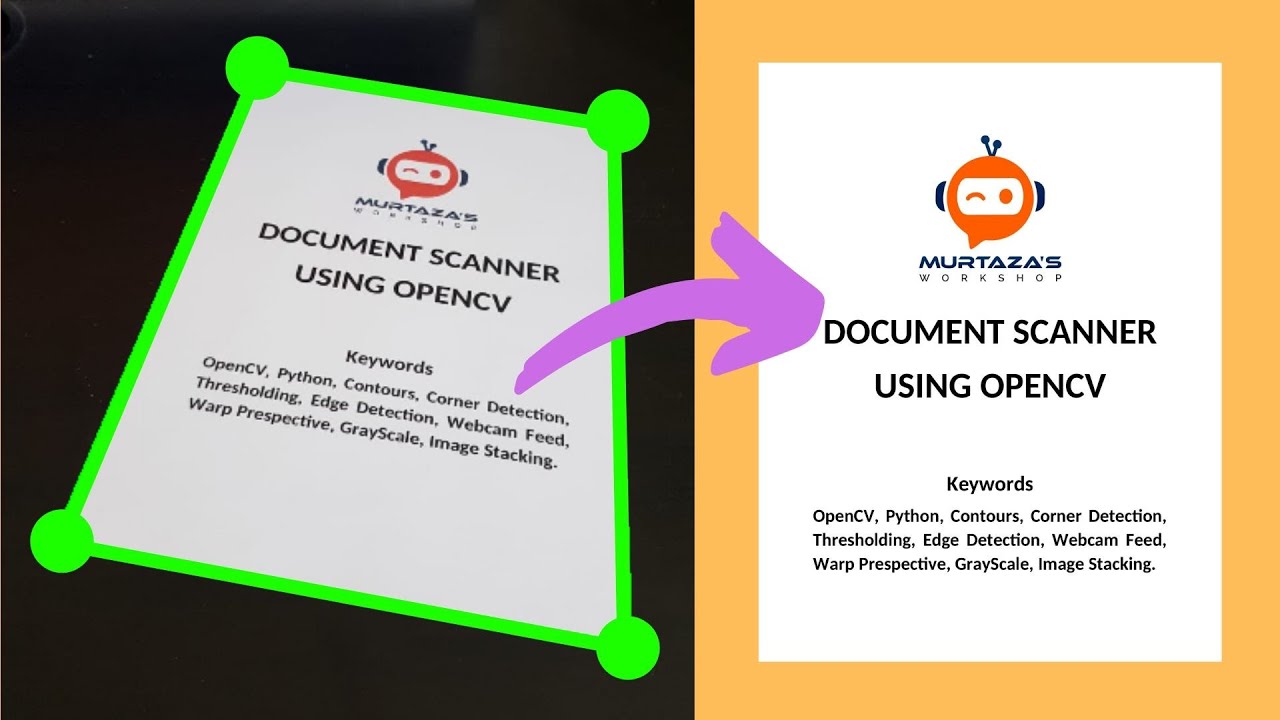 MURTAZA'S
WORKSHOP
DOCUMENT SCANNER
USING OPENCV
Keywords
OpenCV, Python, Contours, Corner Detection,
Thresholding, Edge Detection, Webcam Feed,
Warp Prespective, GrayScale, Image Stacking.
MURTAZA'S
WORKSHOP
DOCUMENT SCANNER
USING OPENCV
Keywords
OpenCV, Python, Contours, Corner Detection,
Thresholding, Edge Detection, Webcam Feed,
Warp Prespective, GrayScale, Image Stacking.